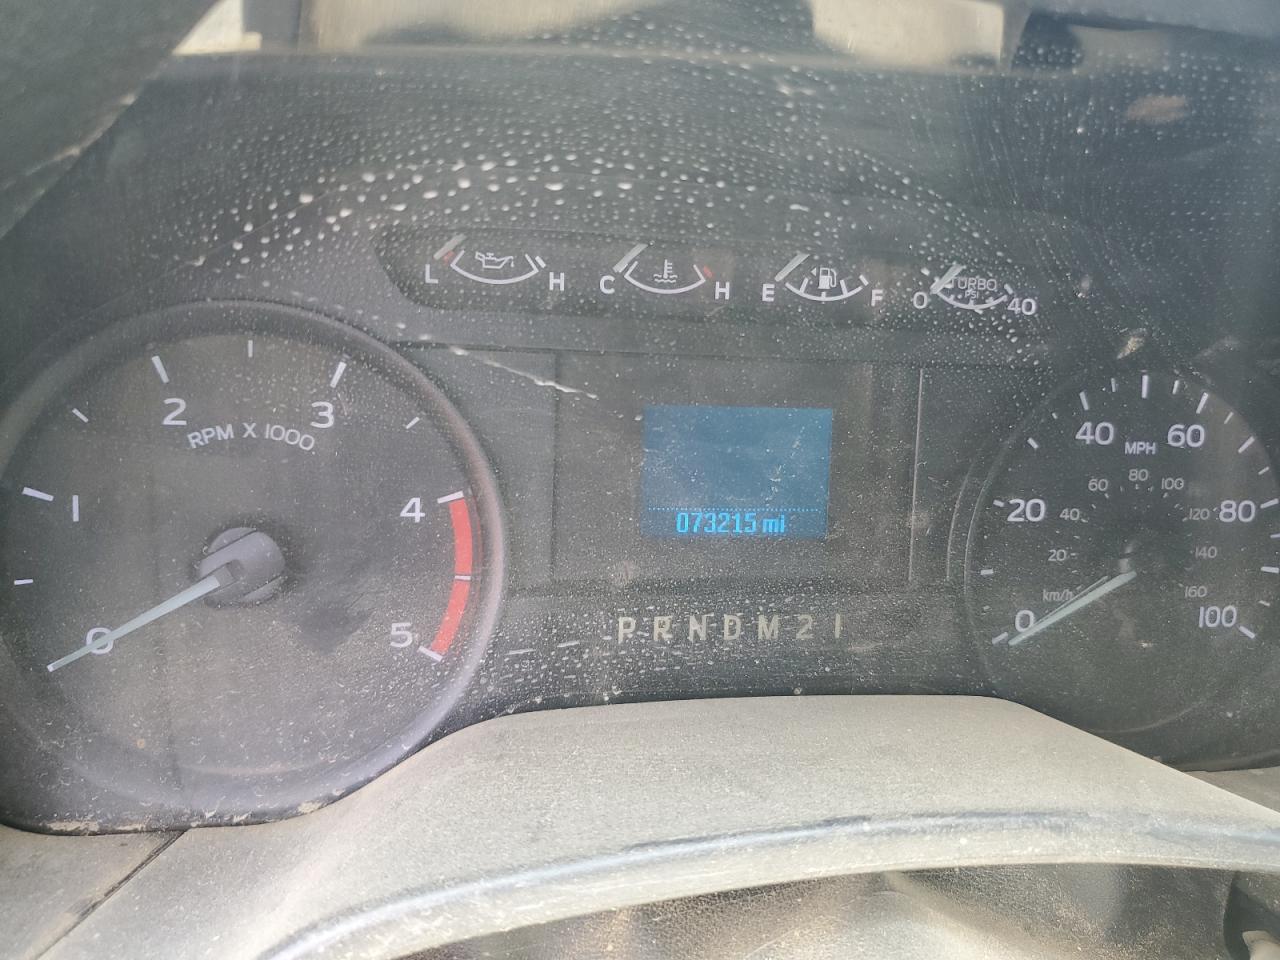 L H C H E F 0 TURBO PSI 40
2 3
RPM X 1000
1 4
0 5
073215 mi
P R N D M 2 1
40 60
MPH
60 80 100
20 40 120 80
20 140
km/h 160
0 100